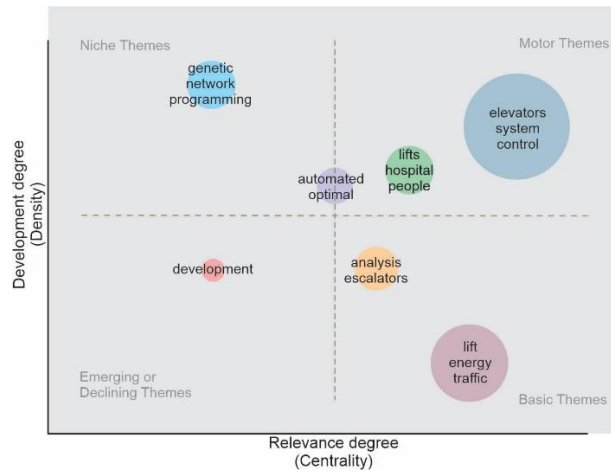 Niche Themes
Motor Themes
genetic
network
programming
elevators
system
control
lifts
hospital
people
automated
optimal
development
analysis
escalators
lift
energy
traffic
Emerging or
Declining Themes
Basic Themes
Development degree
(Density)
Relevance degree
(Centrality)